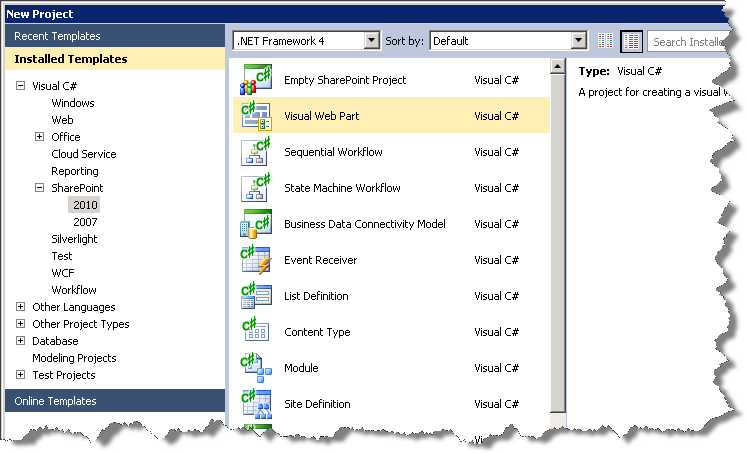 New Project
Recent Templates
Installed Templates
Visual C#
Windows
Web
Office
Cloud Service
Reporting
SharePoint
2010
2007
Silverlight
Test
WCF
Workflow
Other Languages
Other Project Types
Database
Modeling Projects
Test Projects
Online Templates
.NET Framework 4 Sort by: Default Search Installe
Empty SharePoint Project Visual C#
Visual Web Part Visual C#
Sequential Workflow Visual C#
State Machine Workflow Visual C#
Business Data Connectivity Model Visual C#
Event Receiver Visual C#
List Definition Visual C#
Content Type Visual C#
Module Visual C#
Site Definition Visual C#
Type: Visual C#
A project for creating a visual